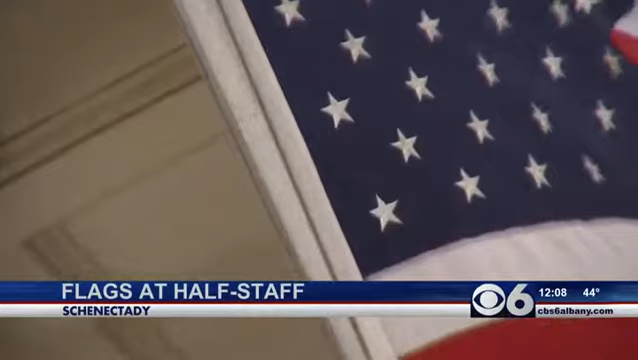 FLAGS AT HALF-STAFF
SCHENECTADY
6
12:08 44°
cbs6albany.com